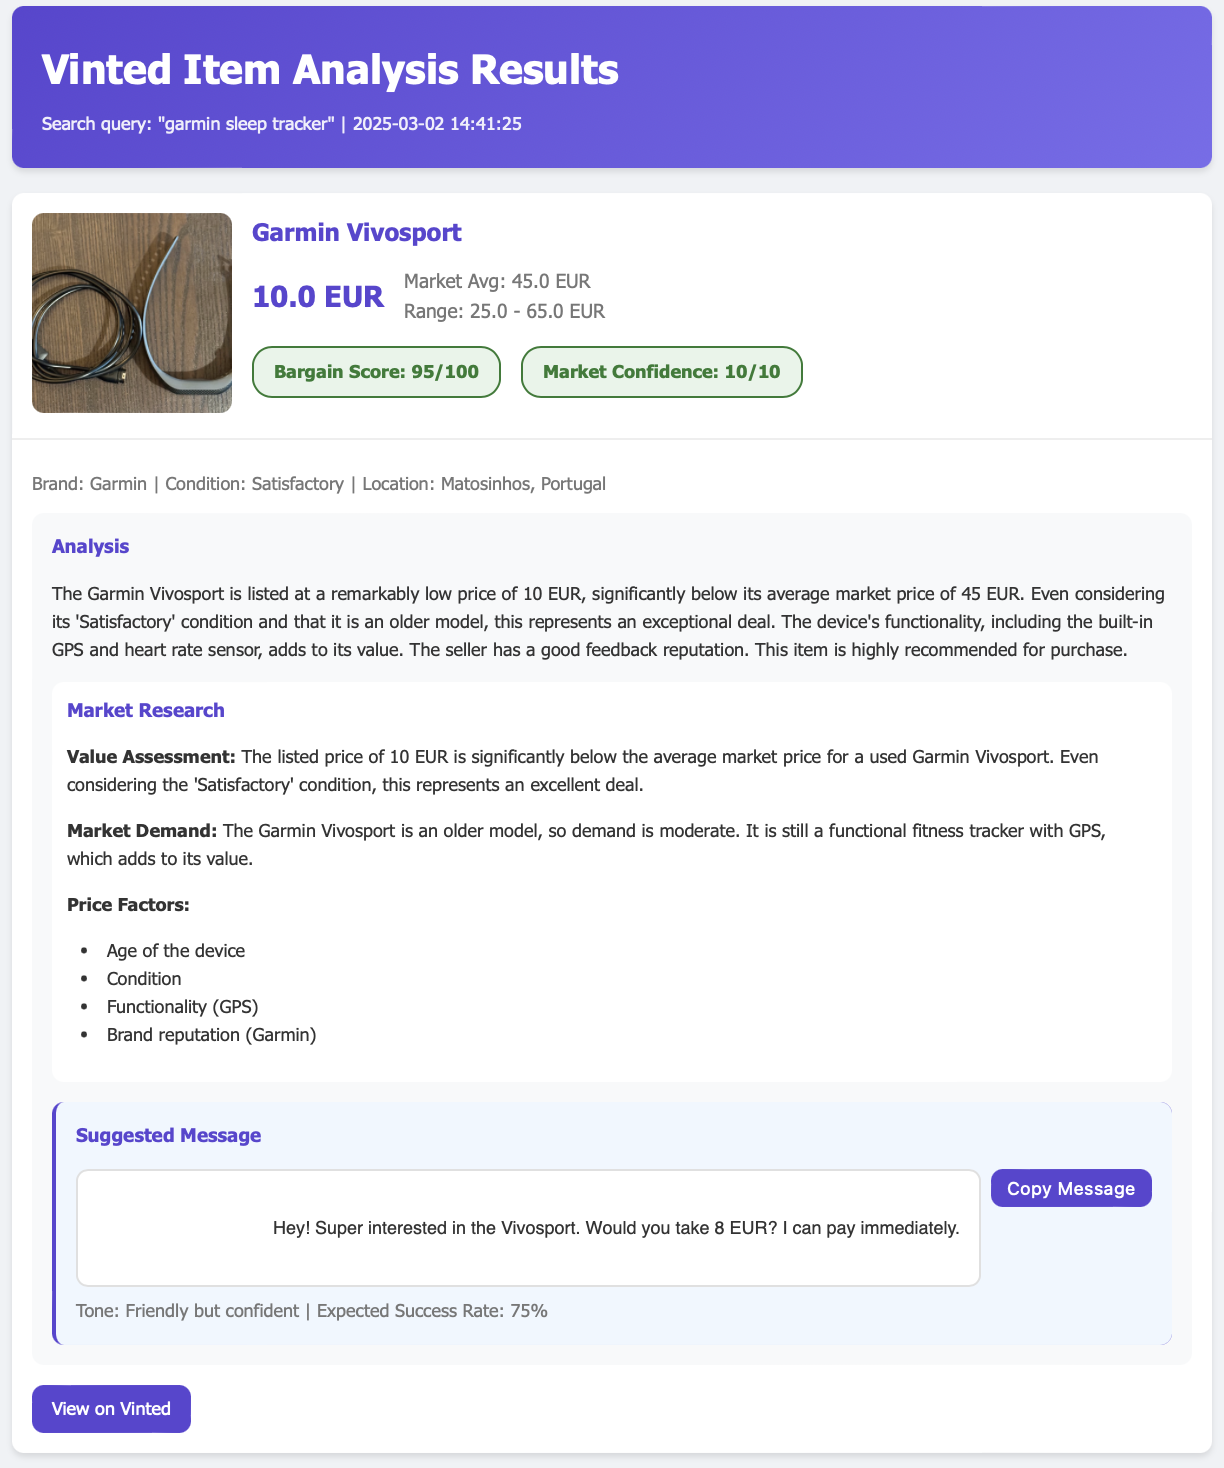 Vinted Item Analysis Results
Search query: "garmin sleep tracker" | 2025-03-02 14:41:25
Garmin Vivosport
10.0 EUR
Market Avg: 45.0 EUR
Range: 25.0 - 65.0 EUR
Bargain Score: 95/100
Market Confidence: 10/10
Brand: Garmin | Condition: Satisfactory | Location: Matosinhos, Portugal
Analysis
The Garmin Vivosport is listed at a remarkably low price of 10 EUR, significantly below its average market price of 45 EUR. Even considering
its 'Satisfactory' condition and that it is an older model, this represents an exceptional deal. The device's functionality, including the built-in
GPS and heart rate sensor, adds to its value. The seller has a good feedback reputation. This item is highly recommended for purchase.
Market Research
Value Assessment: The listed price of 10 EUR is significantly below the average market price for a used Garmin Vivosport. Even
considering the 'Satisfactory' condition, this represents an excellent deal.
Market Demand: The Garmin Vivosport is an older model, so demand is moderate. It is still a functional fitness tracker with GPS,
which adds to its value.
Price Factors:
• Age of the device
• Condition
• Functionality (GPS)
• Brand reputation (Garmin)
Suggested Message
Hey! Super interested in the Vivosport. Would you take 8 EUR? I can pay immediately.
Copy Message
Tone: Friendly but confident | Expected Success Rate: 75%
View on Vinted